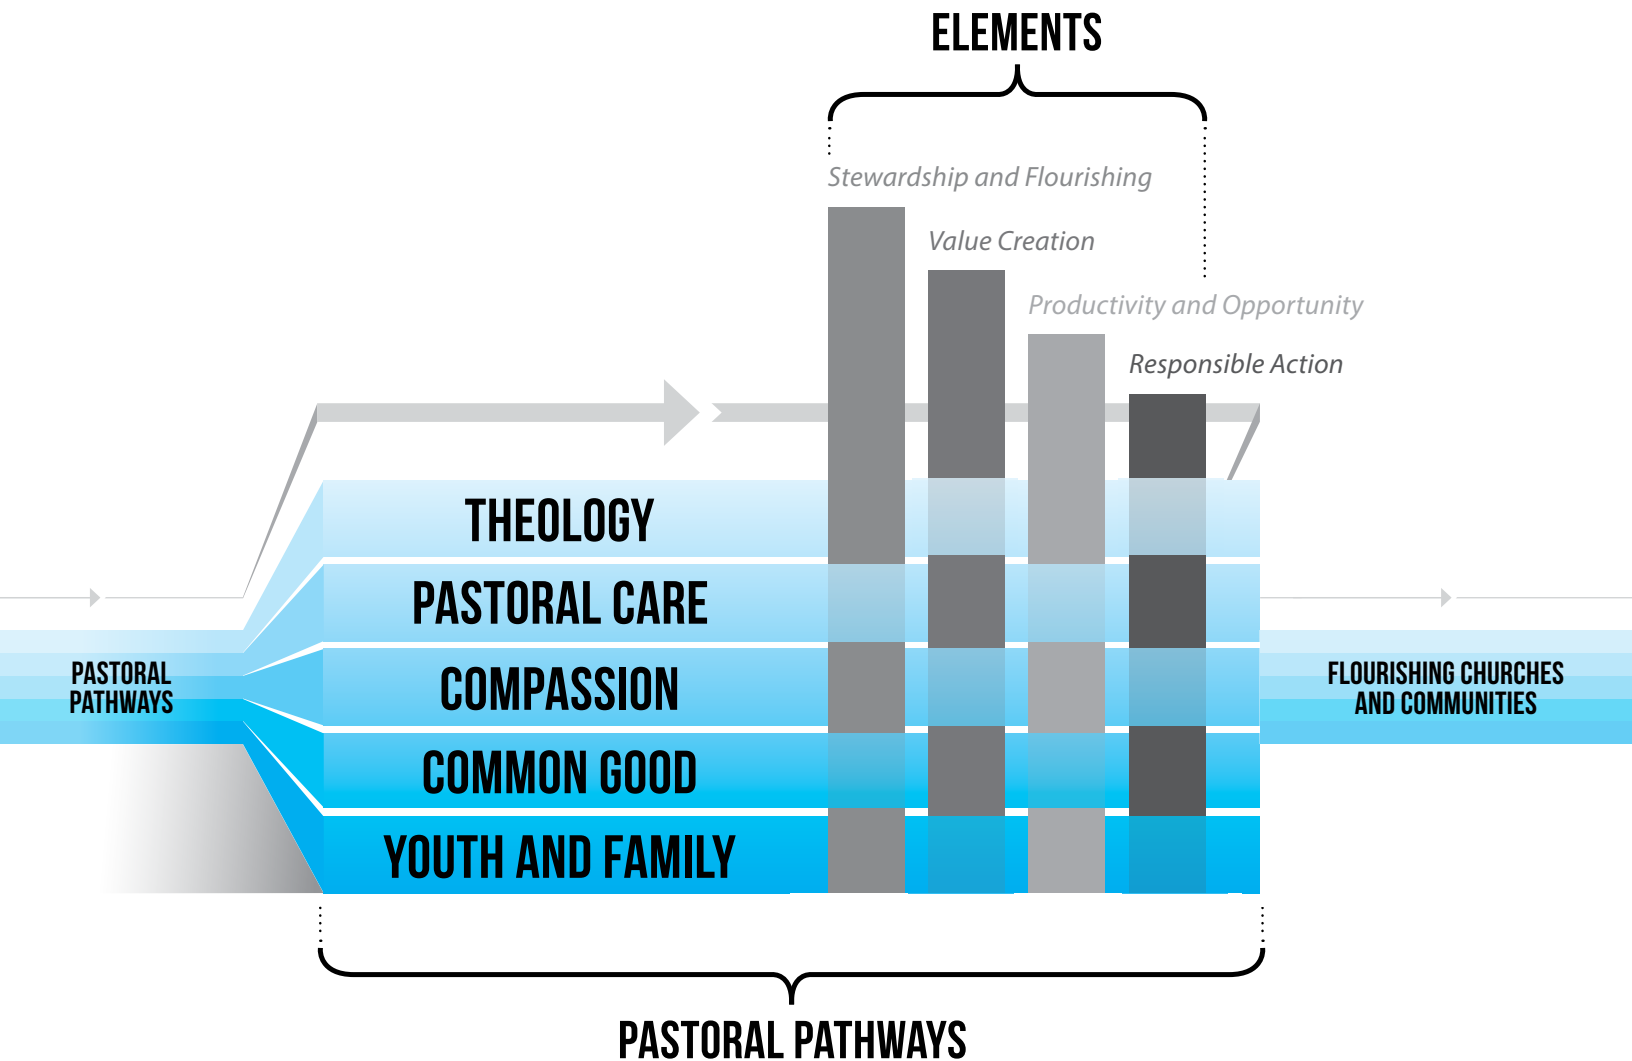 ELEMENTS
Stewardship and Flourishing
Value Creation
Productivity and Opportunity
Responsible Action
THEOLOGY
PASTORAL CARE
COMPASSION
COMMON GOOD
YOUTH AND FAMILY
PASTORAL
PATHWAYS
FLOURISHING CHURCHES
AND COMMUNITIES
PASTORAL PATHWAYS